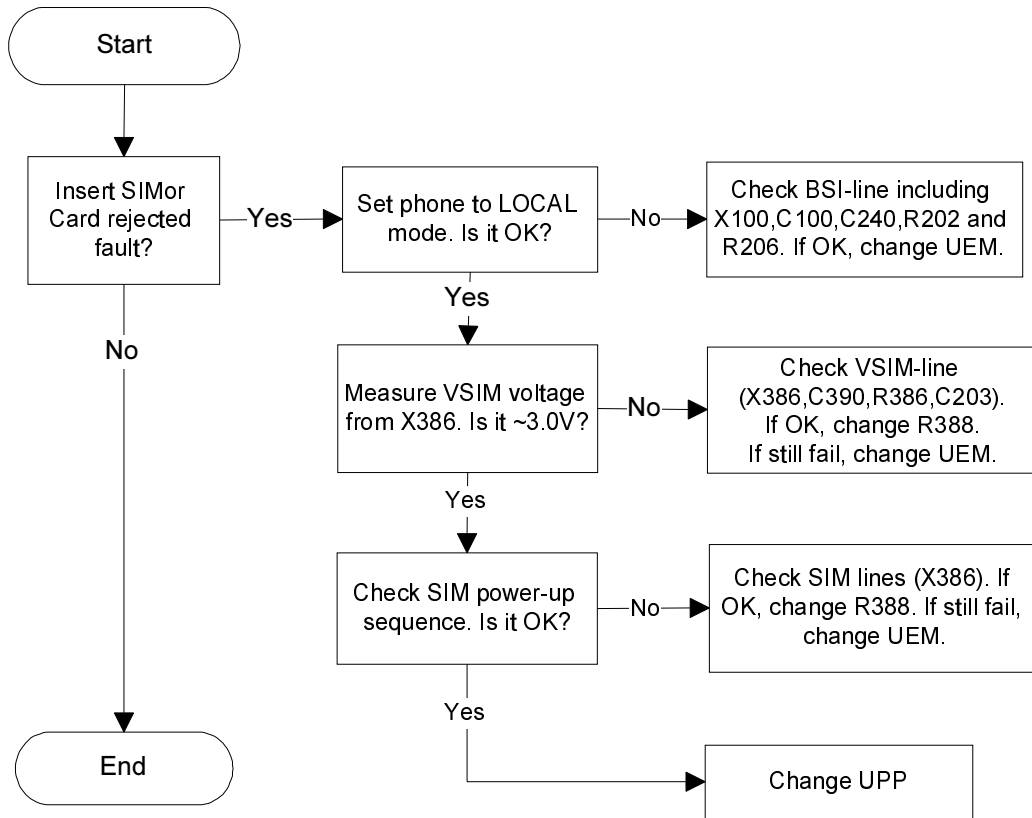 Start
Insert SIMor
Card rejected
fault?
Yes
Set phone to LOCAL
mode. Is it OK?
No
Check BSI-line including
X100,C100,C240,R202 and
R206. If OK, change UEM.
Yes
No
Measure VSIM voltage
from X386. Is it ~3.0V?
No
Check VSIM-line
(X386,C390,R386,C203).
If OK, change R388.
If still fail, change UEM.
Yes
Check SIM power-up
sequence. Is it OK?
No
Check SIM lines (X386). If
OK, change R388. If still fail,
change UEM.
Yes
End
Change UPP